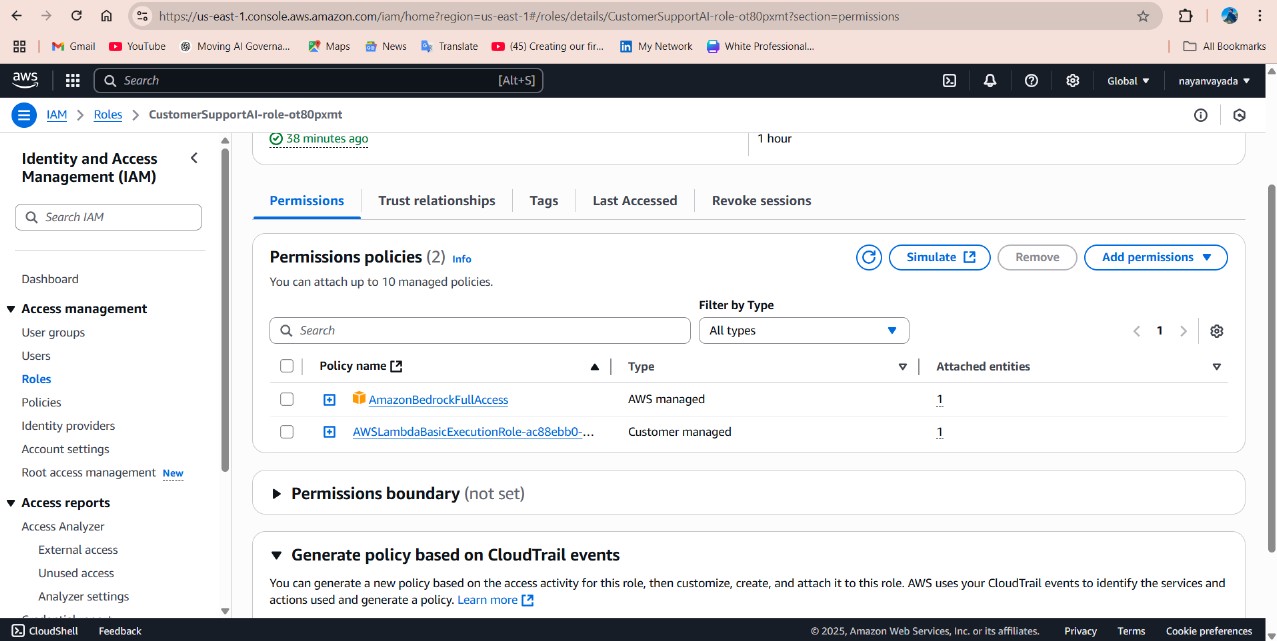 https://us-east-1.console.aws.amazon.com/iam/home?region=us-east-1#/roles/details/CustomerSupportAI-role-ot80pxmt?section=permissions
Gmail YouTube Moving AI Governa... Maps News Translate (45) Creating our fir... My Network White Professional... All Bookmarks
aws Search [Alt+S] Global nayanvayada
IAM Roles CustomerSupportAI-role-ot80pxmt
Identity and Access
Management (IAM)
Search IAM
Dashboard
Access management
User groups
Users
Roles
Policies
Identity providers
Account settings
Root access management New
Access reports
Access Analyzer
External access
Unused access
Analyzer settings
38 minutes ago 1 hour
Permissions Trust relationships Tags Last Accessed Revoke sessions
Permissions policies (2) Info Simulate Remove Add permissions
You can attach up to 10 managed policies.
Filter by Type
Search All types 1
Policy name Type Attached entities
AmazonBedrockFullAccess AWS managed 1
AWSLambdaBasicExecutionRole-ac88ebb0-... Customer managed 1
Permissions boundary (not set)
Generate policy based on CloudTrail events
You can generate a new policy based on the access activity for this role, then customize, create, and attach it to this role. AWS uses your CloudTrail events to identify the services and
actions used and generate a policy. Learn more
CloudShell Feedback © 2025, Amazon Web Services, Inc. or its affiliates. Privacy Terms Cookie preferences